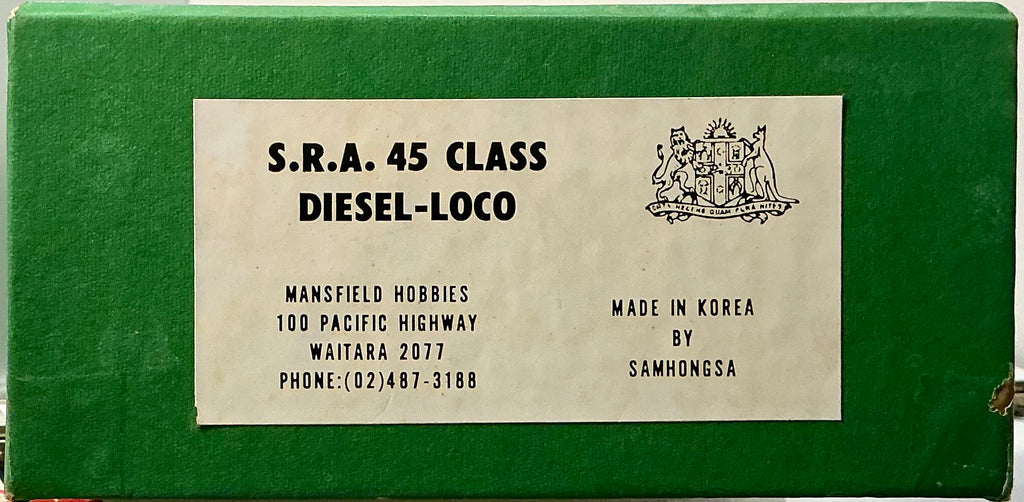 S.R.A. 45 CLASS
DIESEL-LOCO
MANSFIELD HOBBIES
100 PACIFIC HIGHWAY
WAITARA 2077
PHONE:(02)487-3188
QUAM
MADE IN KOREA
BY
SAMHONGSA